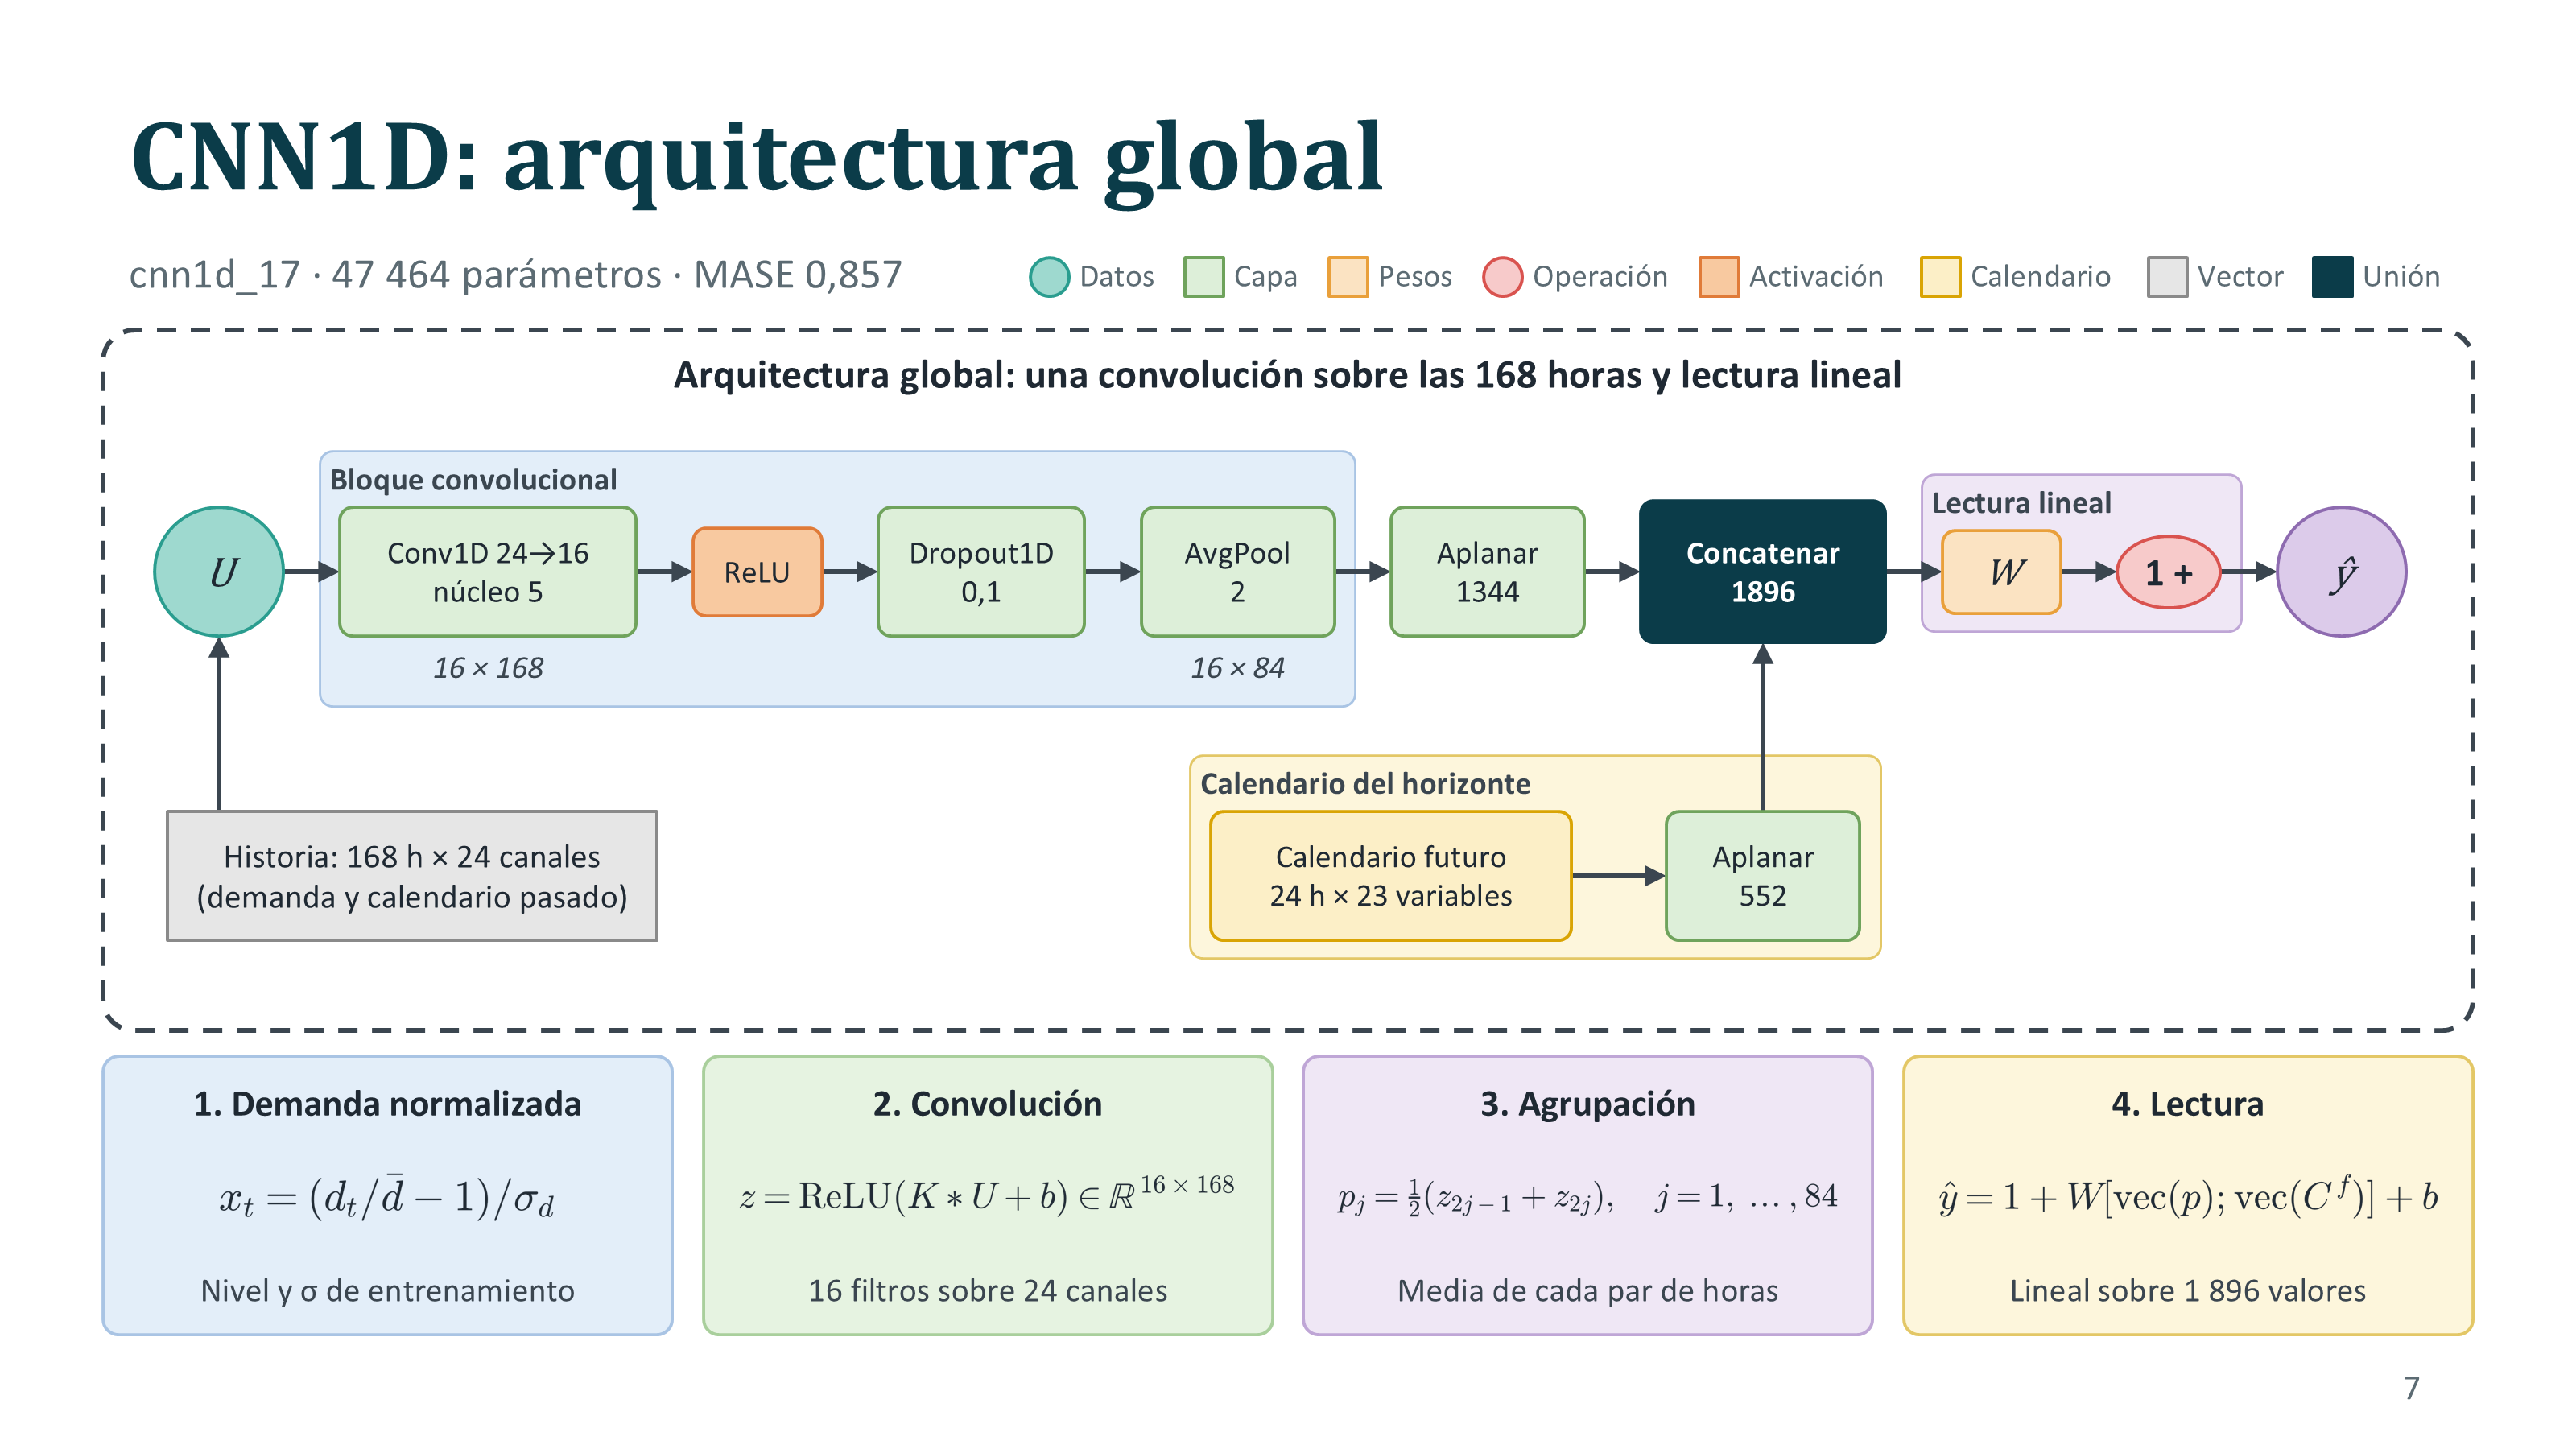 CNN1D: arquitectura global
cnn1d_17 · 47 464 parámetros · MASE 0,857
Datos
Capa
Pesos
Operación
Activación
Calendario
Vector
Unión
Arquitectura global: una convolución sobre las 168 horas y lectura lineal
Bloque convolucional
U
Conv1D 24→16
núcleo 5
16 × 168
ReLU
Dropout1D
0,1
AvgPool
2
16 × 84
Aplanar
1344
Concatenar
1896
Lectura lineal
W
1 +
ŷ
Historia: 168 h × 24 canales
(demanda y calendario pasado)
Calendario del horizonte
Calendario futuro
24 h × 23 variables
Aplanar
552
1. Demanda normalizada
x_t = (d_t/d̄ − 1)/σ_d
Nivel y σ de entrenamiento
2. Convolución
z = ReLU(K ∗ U + b) ∈ ℝ^{16 × 168}
16 filtros sobre 24 canales
3. Agrupación
p_j = ½(z_{2j−1} + z_{2j}), j = 1, …, 84
Media de cada par de horas
4. Lectura
ŷ = 1 + W[vec(p); vec(C^f)] + b
Lineal sobre 1 896 valores
7